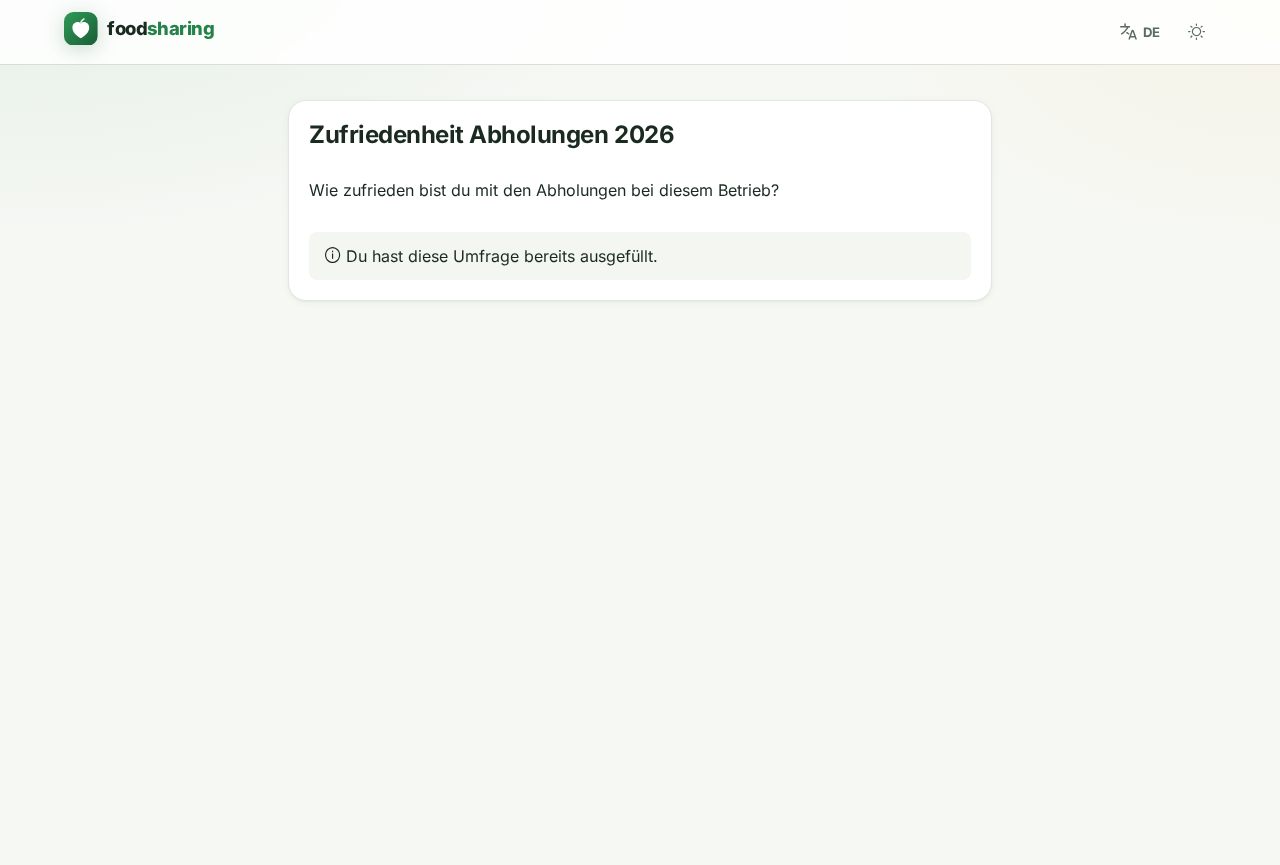 foodsharing
DE
Zufriedenheit Abholungen 2026
Wie zufrieden bist du mit den Abholungen bei diesem Betrieb?
Du hast diese Umfrage bereits ausgefüllt.